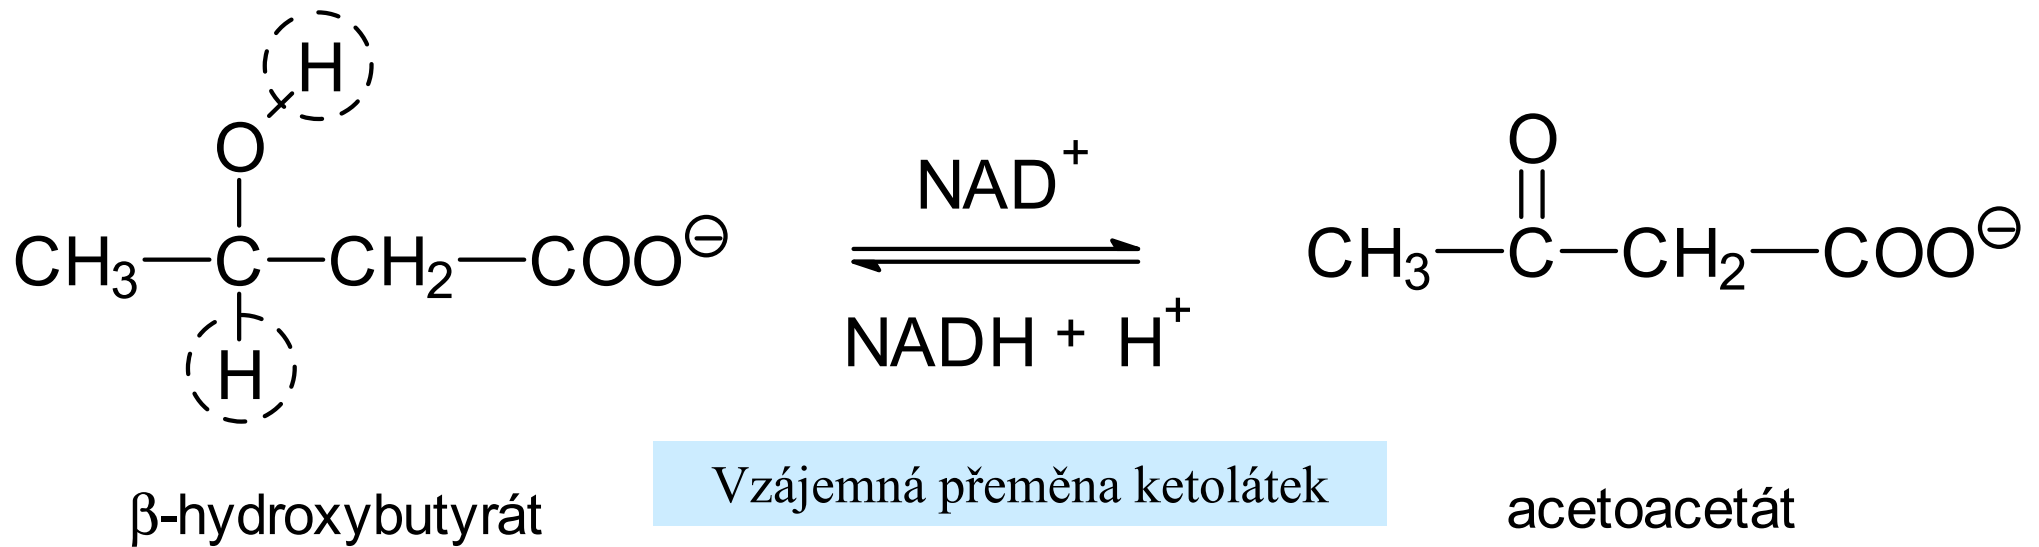 H
O
CH3 C CH2 COO⊖
H
NAD+
NADH + H+
O
CH3 C CH2 COO⊖
β-hydroxybutyrát
Vzájemná přeměna ketolátek
acetoacetát